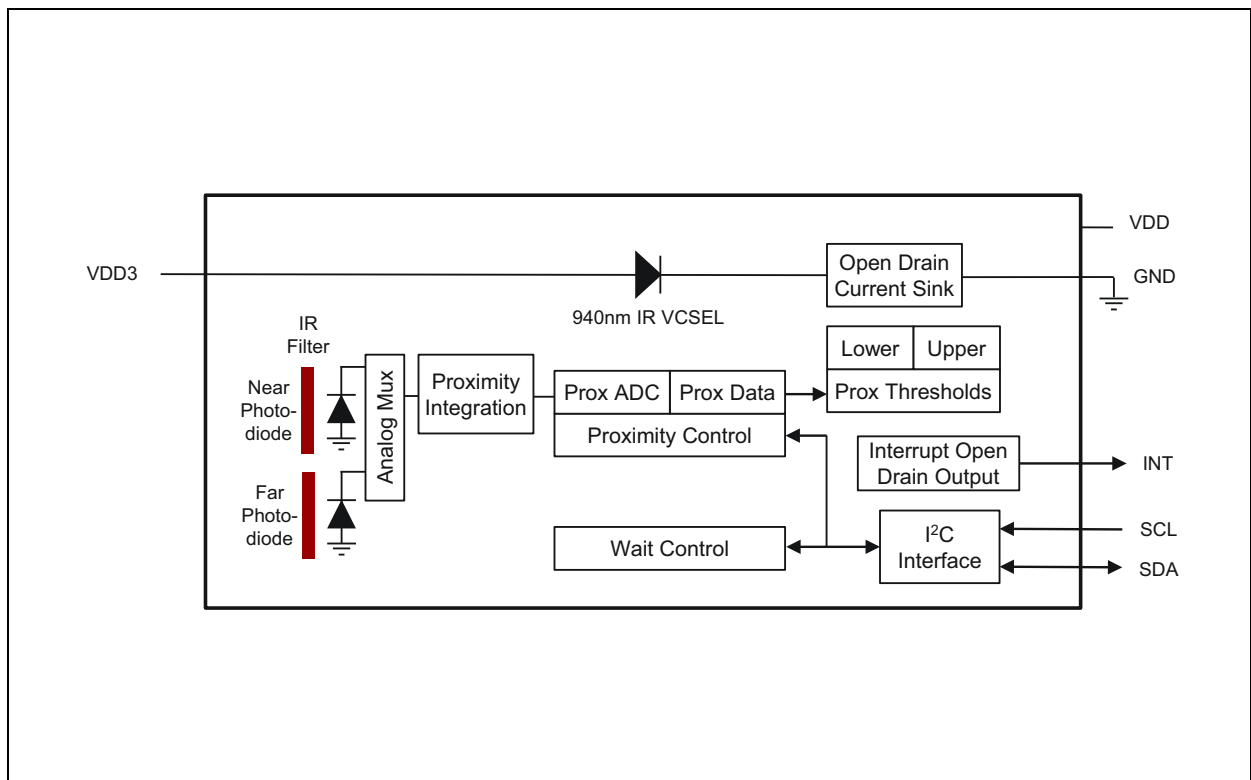 VDD
VDD3
GND
Open Drain
Current Sink
940nm IR VCSEL
IR
Filter
Near
Photo-
diode
Far
Photo-
diode
Analog Mux
Proximity
Integration
Prox ADC
Prox Data
Proximity Control
Lower
Upper
Prox Thresholds
Interrupt Open
Drain Output
INT
Wait Control
I²C
Interface
SCL
SDA